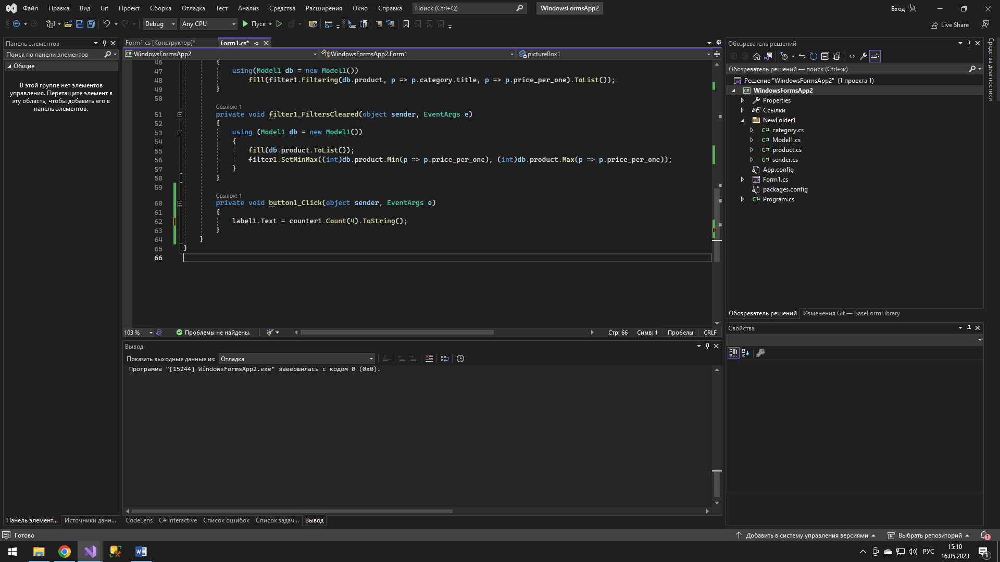 Файл Правка Вид Git Проект Сборка Отладка Тест Анализ Средства Расширения Окно Справка Поиск (Ctrl+Q) WindowsFormsApp2 Вход
Debug Any CPU Пуск Live Share
Панель элементов
Поиск по панели элементов
Общие
В этой группе нет элементов
управления. Перетащите элемент в
эту область, чтобы добавить его в
панель элементов.
Панель элемент... Источники данн...
Form1.cs [Конструктор]* Form1.cs*
WindowsFormsApp2 WindowsFormsApp2.Form1 pictureBox1
46 {
47 using(Model1 db = new Model1())
48 fill(filter1.Filtering(db.product, p => p.category.title, p => p.price_per_one).ToList());
49 }
50
Ссылок: 1
51 private void filter1_FiltersCleared(object sender, EventArgs e)
52 {
53 using (Model1 db = new Model1())
54 {
55 fill(db.product.ToList());
56 filter1.SetMinMax((int)db.product.Min(p => p.price_per_one), (int)db.product.Max(p => p.price_per_one));
57 }
58 }
59
Ссылок: 1
60 private void button1_Click(object sender, EventArgs e)
61 {
62 label1.Text = counter1.Count(4).ToString();
63 }
64 }
65 }
66
103 % Проблемы не найдены. Стр: 66 Симв: 1 Пробелы CRLF
Вывод
Показать выходные данные из: Отладка
Программа "[15244] WindowsFormsApp2.exe" завершилась с кодом 0 (0x0).
CodeLens C# Interactive Список ошибок Список задач... Вывод
Обозреватель решений
Обозреватель решений — поиск (Ctrl+ж)
Решение "WindowsFormsApp2" (1 проекта 1)
C# WindowsFormsApp2
Properties
Ссылки
NewFolder1
C# category.cs
C# Model1.cs
C# product.cs
C# sender.cs
App.config
Form1.cs
packages.config
C# Program.cs
Обозреватель решений Изменения Git — BaseFormLibrary
Свойства
Средства диагностики
Готово Добавить в систему управления версиями Выбрать репозиторий 1
РУС 15:10
16.05.2023 1